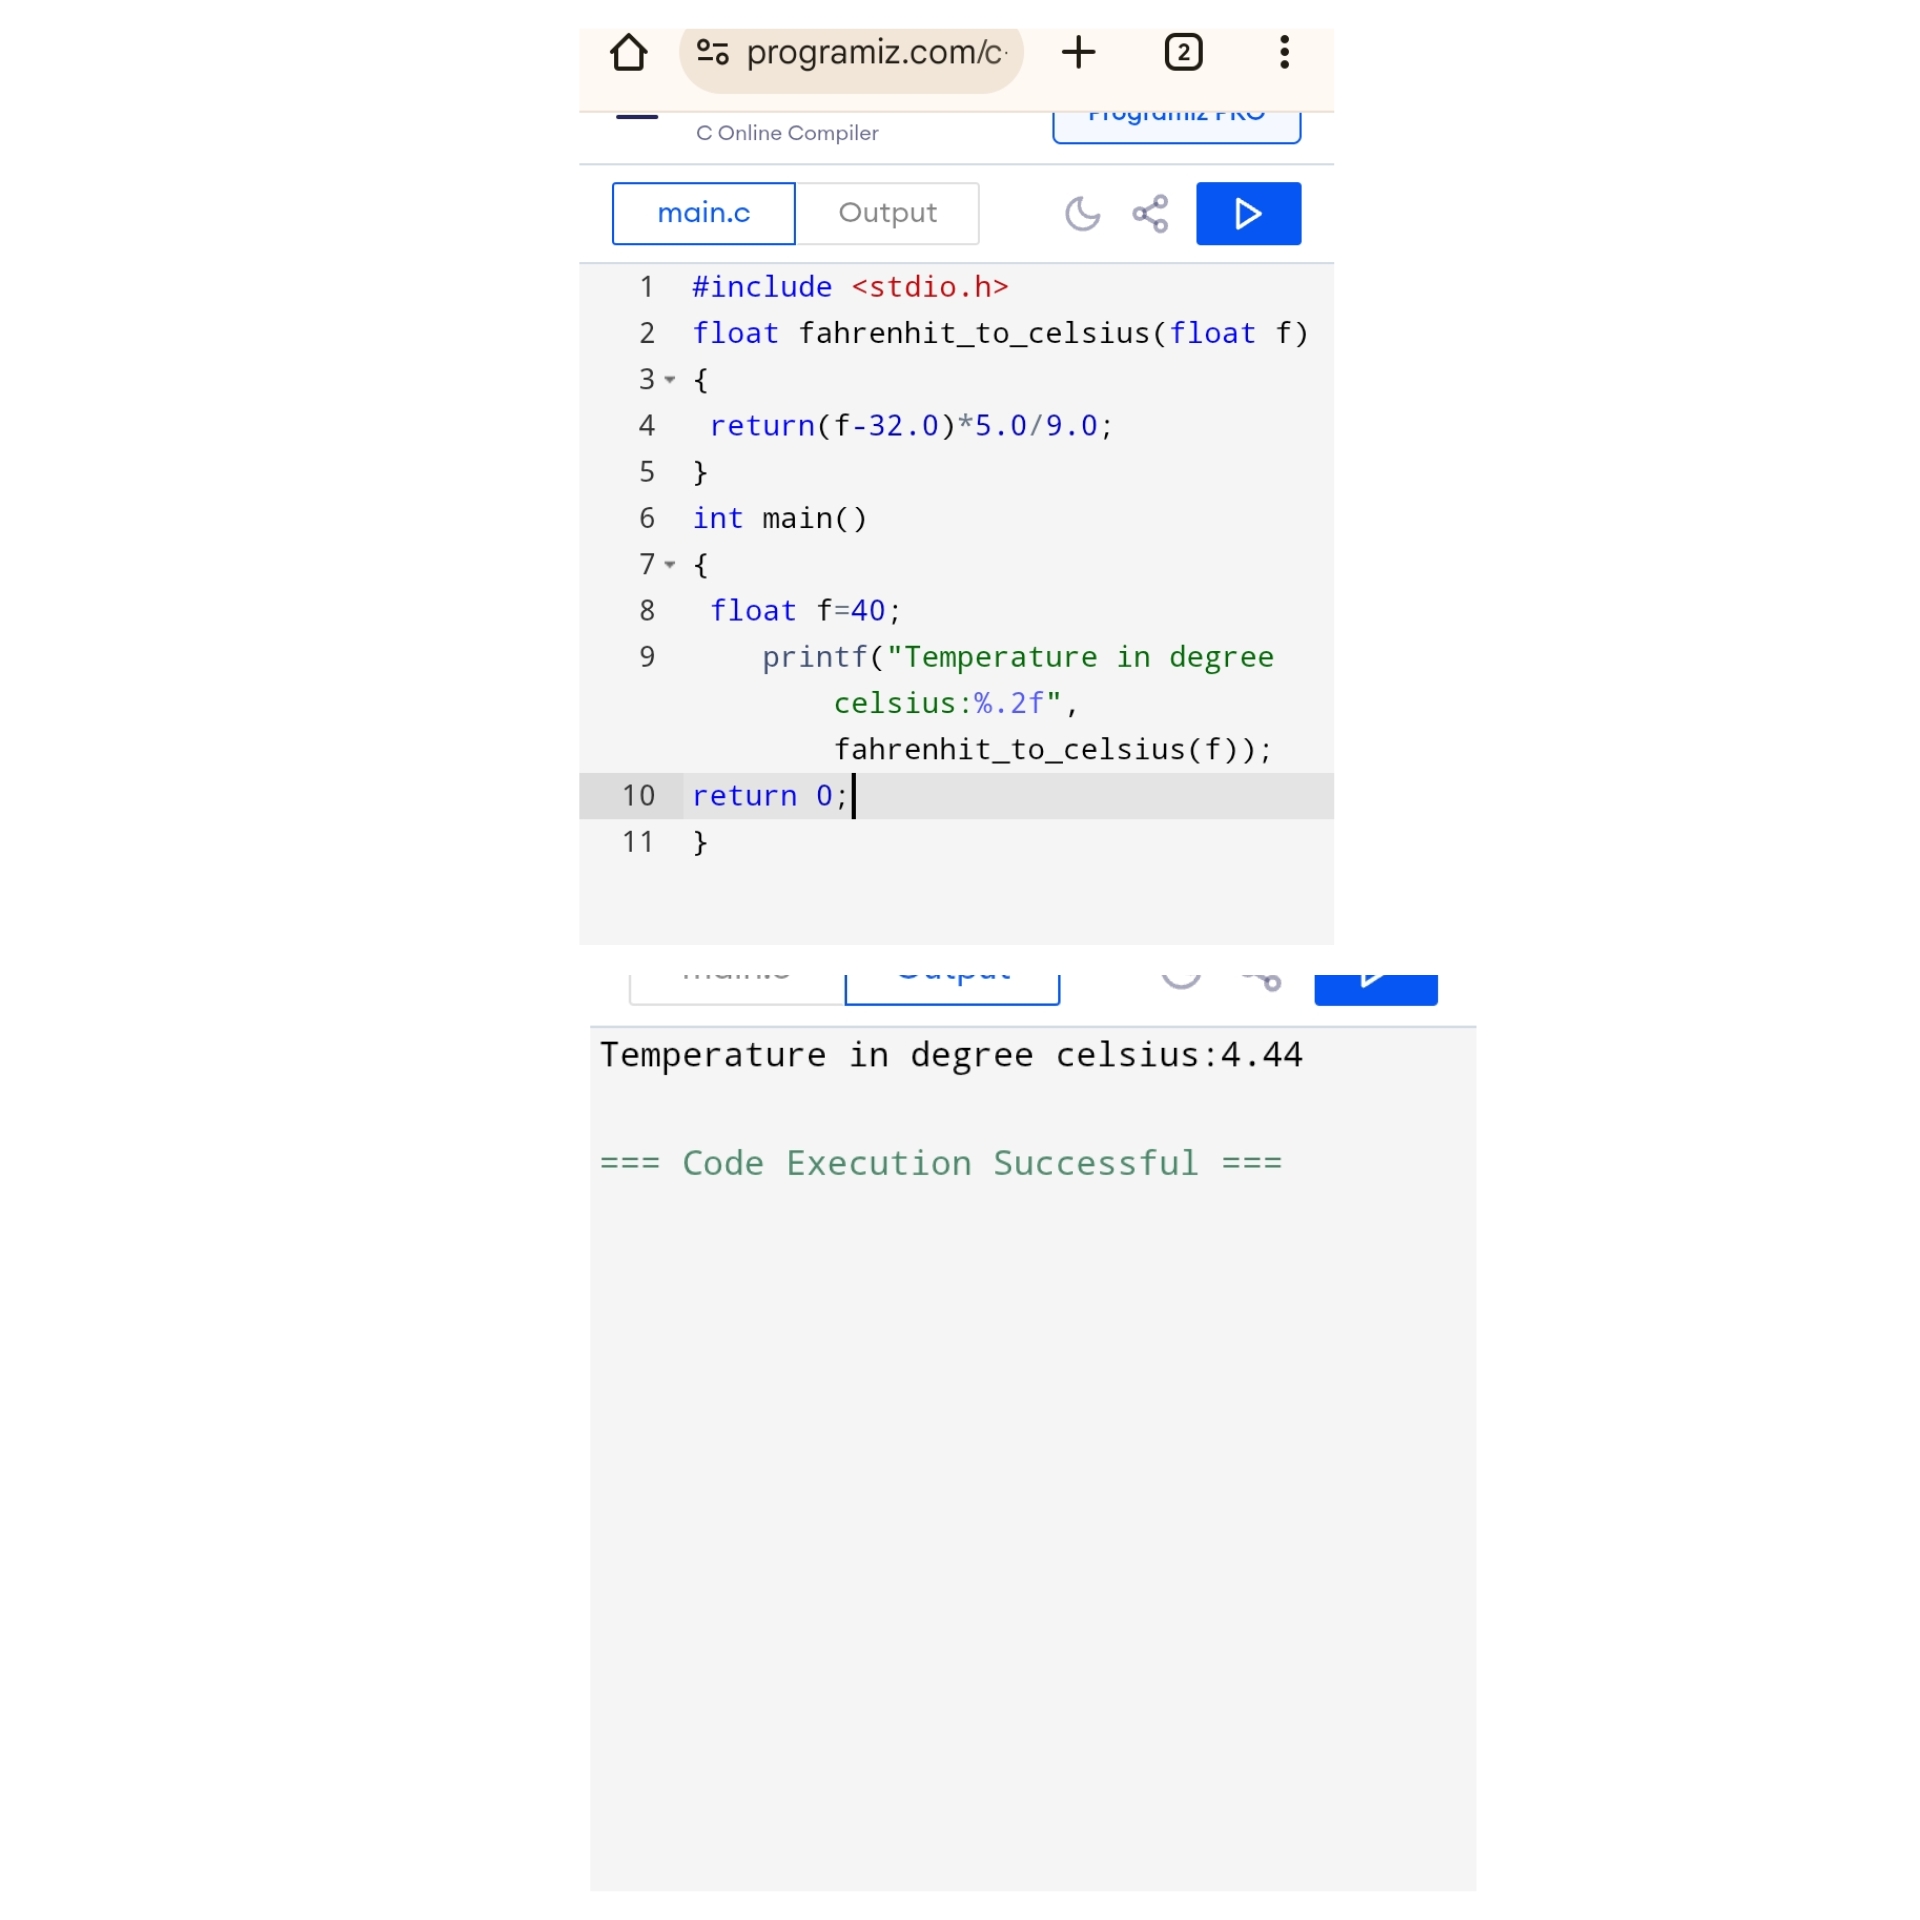 programiz.com/c
2
C Online Compiler
Programiz PRO
main.c
Output
1 #include <stdio.h>
2 float fahrenhit_to_celsius(float f)
3 {
4  return(f-32.0)*5.0/9.0;
5 }
6 int main()
7 {
8  float f=40;
9     printf("Temperature in degree
celsius:%.2f",
fahrenhit_to_celsius(f));
10 return 0;
11 }
main.c
Output
Temperature in degree celsius:4.44
=== Code Execution Successful ===